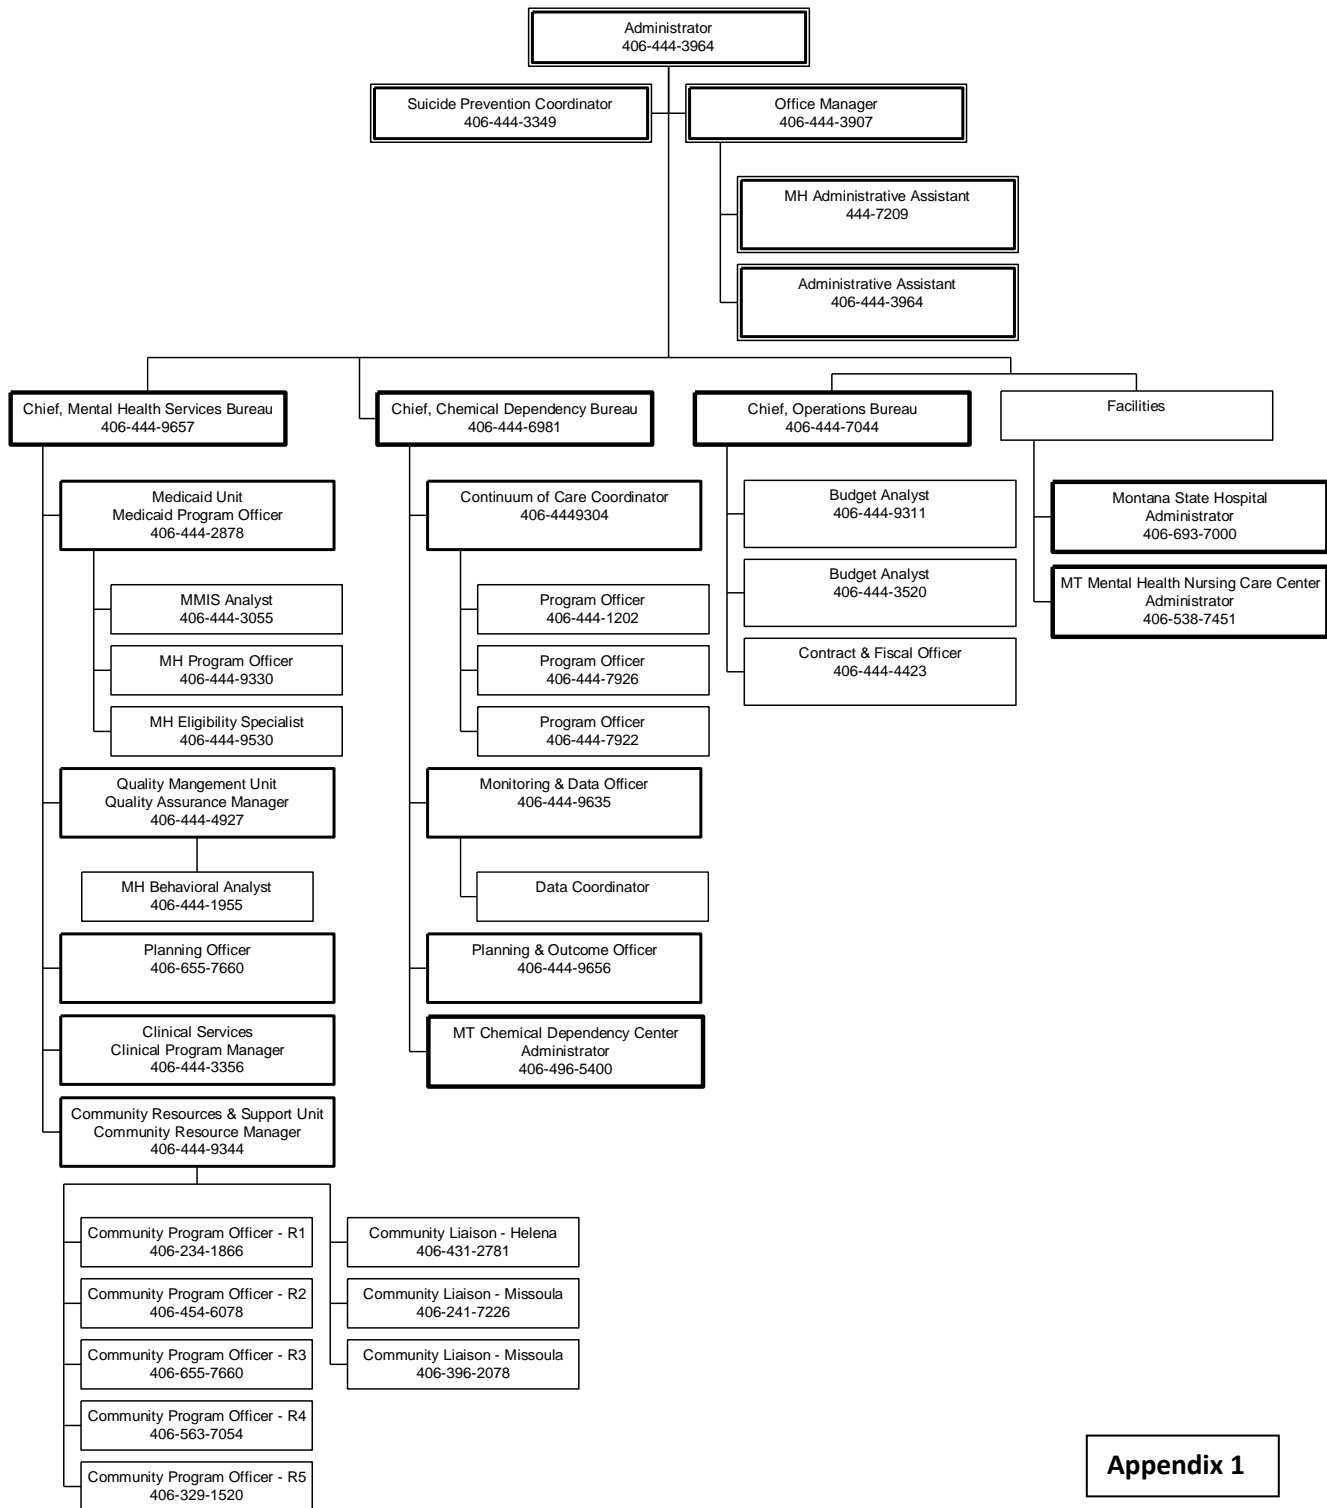 Administrator
406-444-3964
Suicide Prevention Coordinator
406-444-3349
Office Manager
406-444-3907
MH Administrative Assistant
444-7209
Administrative Assistant
406-444-3964
Chief, Mental Health Services Bureau
406-444-9657
Medicaid Unit
Medicaid Program Officer
406-444-2878
MMIS Analyst
406-444-3055
MH Program Officer
406-444-9330
MH Eligibility Specialist
406-444-9530
Quality Mangement Unit
Quality Assurance Manager
406-444-4927
MH Behavioral Analyst
406-444-1955
Planning Officer
406-655-7660
Clinical Services
Clinical Program Manager
406-444-3356
Community Resources & Support Unit
Community Resource Manager
406-444-9344
Community Program Officer - R1
406-234-1866
Community Program Officer - R2
406-454-6078
Community Program Officer - R3
406-655-7660
Community Program Officer - R4
406-563-7054
Community Program Officer - R5
406-329-1520
Community Liaison - Helena
406-431-2781
Community Liaison - Missoula
406-241-7226
Community Liaison - Missoula
406-396-2078
Chief, Chemical Dependency Bureau
406-444-6981
Continuum of Care Coordinator
406-4449304
Program Officer
406-444-1202
Program Officer
406-444-7926
Program Officer
406-444-7922
Monitoring & Data Officer
406-444-9635
Data Coordinator
Planning & Outcome Officer
406-444-9656
MT Chemical Dependency Center
Administrator
406-496-5400
Chief, Operations Bureau
406-444-7044
Budget Analyst
406-444-9311
Budget Analyst
406-444-3520
Contract & Fiscal Officer
406-444-4423
Facilities
Montana State Hospital
Administrator
406-693-7000
MT Mental Health Nursing Care Center
Administrator
406-538-7451
Appendix 1